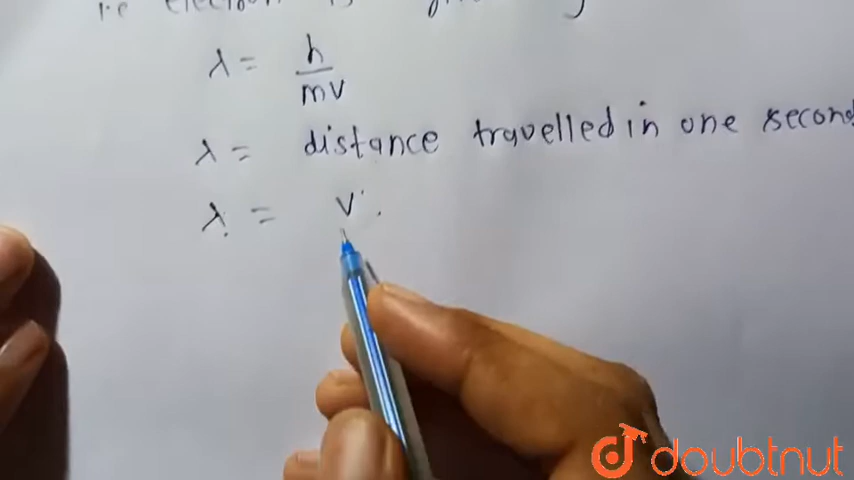 λ = h/mv
λ = distance travelled in one second
λ = v
doubtnut